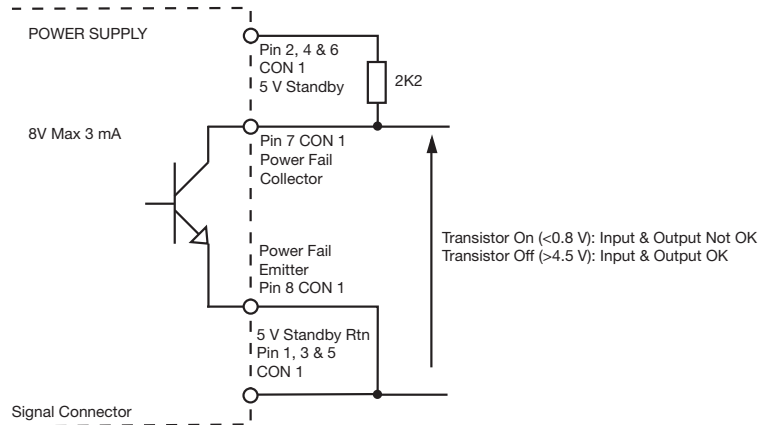 POWER SUPPLY
Pin 2, 4 & 6
CON 1
5 V Standby
2K2
8V Max 3 mA
Pin 7 CON 1
Power Fail
Collector
Transistor On (<0.8 V): Input & Output Not OK
Transistor Off (>4.5 V): Input & Output OK
Power Fail
Emitter
Pin 8 CON 1
5 V Standby Rtn
Pin 1, 3 & 5
CON 1
Signal Connector